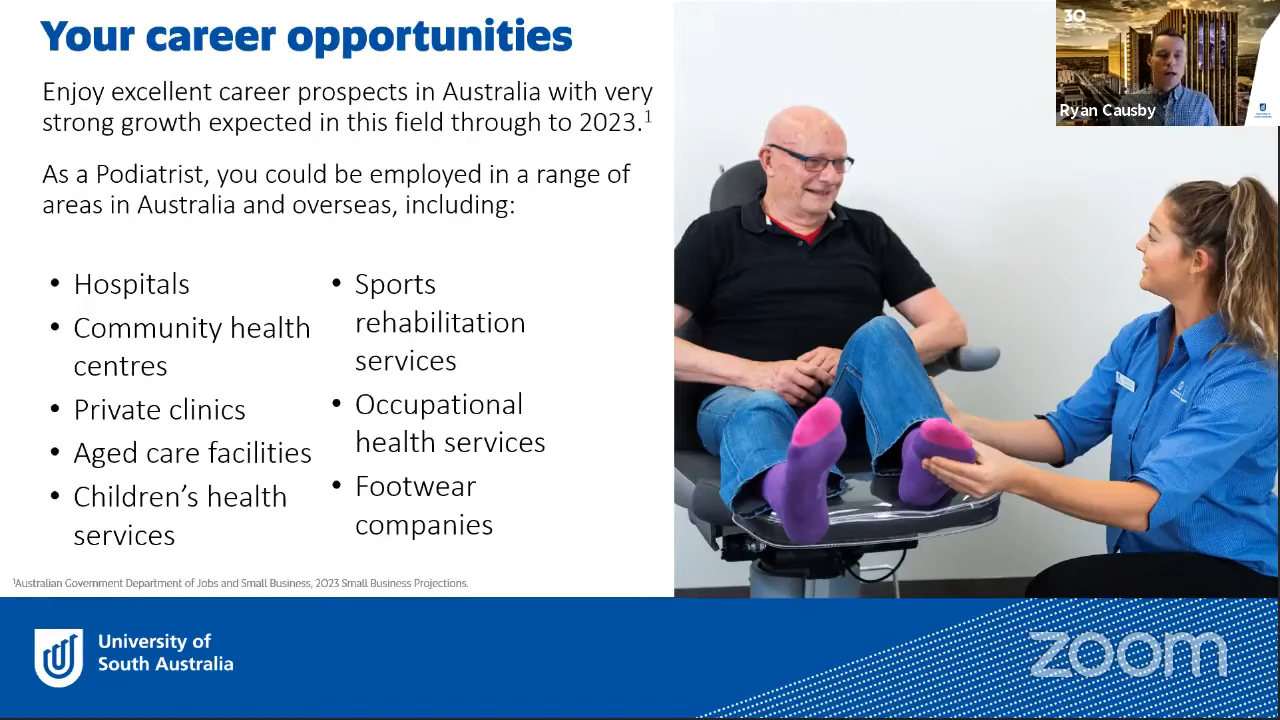 Your career opportunities
Enjoy excellent career prospects in Australia with very
strong growth expected in this field through to 2023.¹
As a Podiatrist, you could be employed in a range of
areas in Australia and overseas, including:
• Hospitals
• Community health
centres
• Private clinics
• Aged care facilities
• Children’s health
services
• Sports
rehabilitation
services
• Occupational
health services
• Footwear
companies
¹Australian Government Department of Jobs and Small Business, 2023 Small Business Projections.
University of
South Australia
zoom
30
Ryan Causby